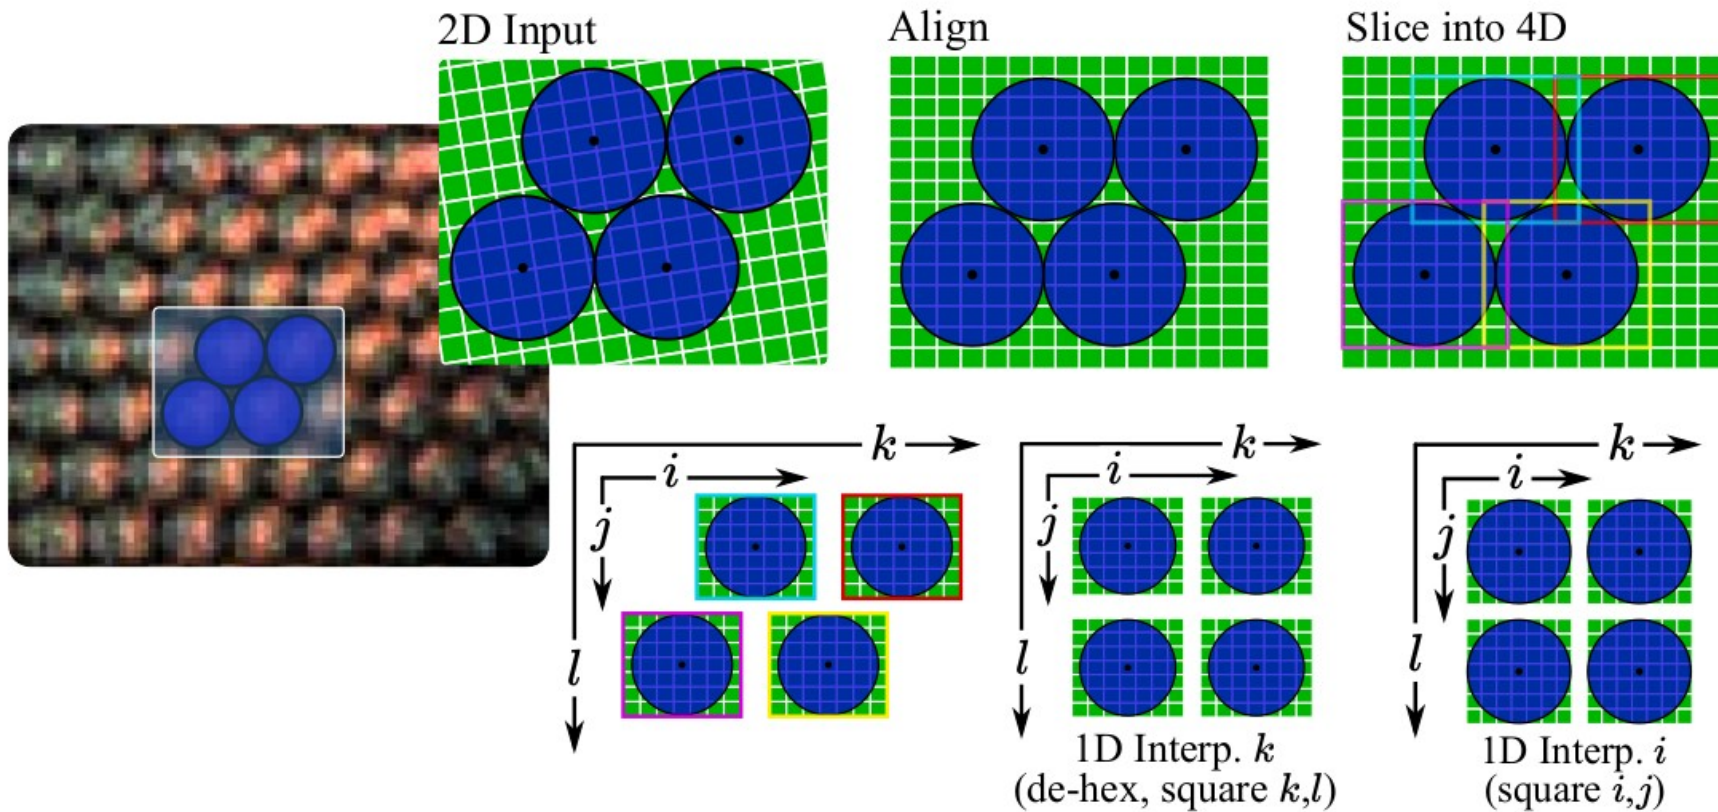 2D Input
Align
Slice into 4D
k
i
j
l
k
i
j
l
k
i
j
l
1D Interp. k
(de-hex, square k,l)
1D Interp. i
(square i,j)